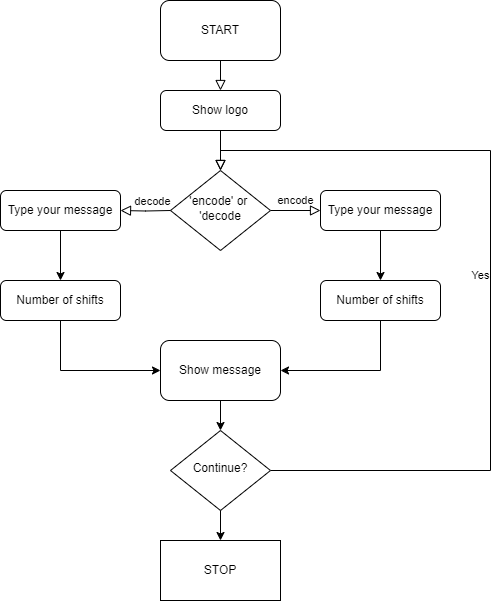 START
Show logo
decode
'encode' or
'decode
encode
Type your message
Type your message
Number of shifts
Yes
Number of shifts
Show message
Continue?
STOP